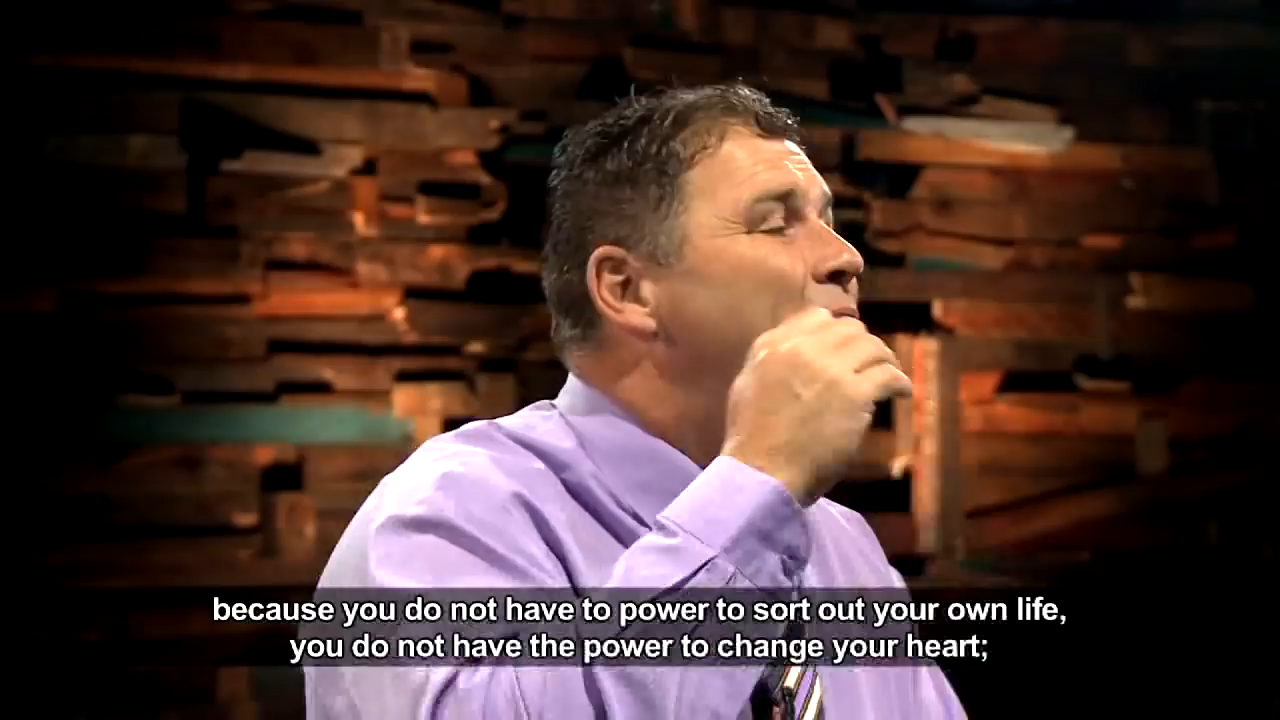 because you do not have to power to sort out your own life,
you do not have the power to change your heart;